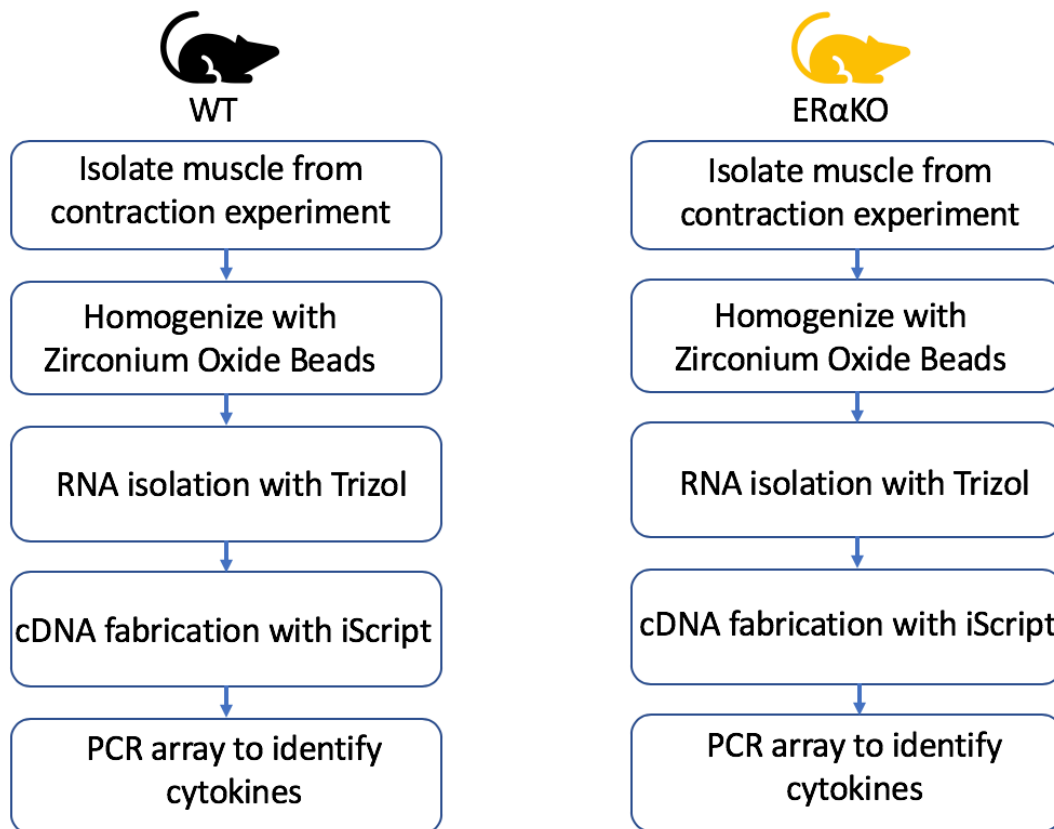 WT
Isolate muscle from
contraction experiment
Homogenize with
Zirconium Oxide Beads
RNA isolation with Trizol
cDNA fabrication with iScript
PCR array to identify
cytokines
ERαKO
Isolate muscle from
contraction experiment
Homogenize with
Zirconium Oxide Beads
RNA isolation with Trizol
cDNA fabrication with iScript
PCR array to identify
cytokines